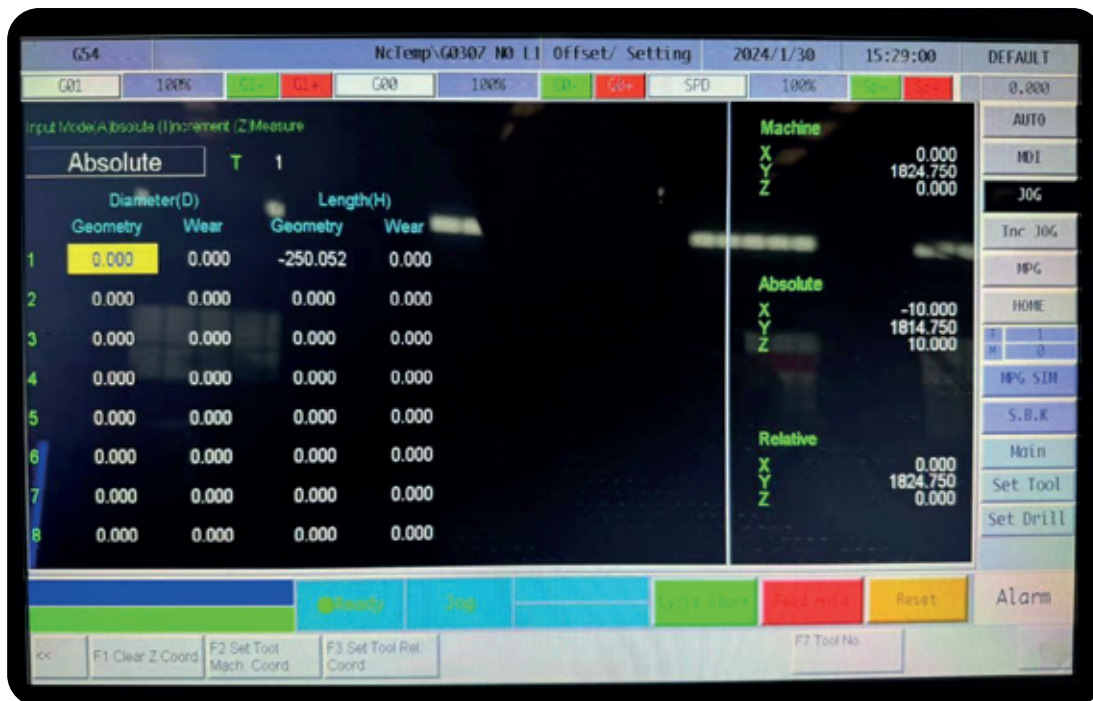 G54 NcTemp\G0307 N0 L1 Offset/ Setting 2024/1/30 15:29:00 DEFAULT
G01 100% G1- G1+ G00 100% G0- G0+ SPD 100% 0.000
Input Mode(A)bsolute (I)ncrement (Z)Measure
Absolute T 1
Diameter(D) Length(H)
Geometry Wear Geometry Wear
1 0.000 0.000 -250.052 0.000
2 0.000 0.000 0.000 0.000
3 0.000 0.000 0.000 0.000
4 0.000 0.000 0.000 0.000
5 0.000 0.000 0.000 0.000
6 0.000 0.000 0.000 0.000
7 0.000 0.000 0.000 0.000
8 0.000 0.000 0.000 0.000
Machine
X 0.000
Y 1824.750
Z 0.000
Absolute
X -10.000
Y 1814.750
Z 10.000
Relative
X 0.000
Y 1824.750
Z 0.000
AUTO
MDI
JOG
Inc JOG
MPG
HOME
T 1
M 0
MPG SIM
S.B.K
Main
Set Tool
Set Drill
Ready Jog Cycle Start Feed Hold Reset Alarm
<< F1 Clear Z Coord. F2 Set Tool Mach. Coord. F3 Set Tool Rel. Coord. F7 Tool No.